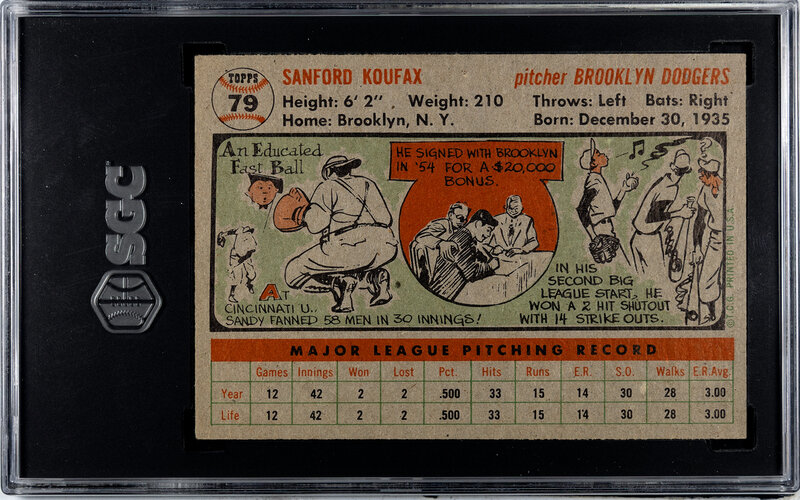 SGC
TOPPS
79
SANFORD KOUFAX pitcher BROOKLYN DODGERS
Height: 6' 2" Weight: 210 Throws: Left Bats: Right
Home: Brooklyn, N. Y. Born: December 30, 1935
An Educated
Fast Ball
AT
CINCINNATI U..
SANDY FANNED 58 MEN IN 30 INNINGS!
HE SIGNED WITH BROOKLYN
IN '54 FOR A $20,000
BONUS.
IN HIS
SECOND BIG
LEAGUE START, HE
WON A 2 HIT SHUTOUT
WITH 14 STRIKE OUTS.
© T.C.G. PRINTED IN U.S.A.
MAJOR LEAGUE PITCHING RECORD
Games Innings Won Lost Pct. Hits Runs E.R. S.O. Walks E.R.Avg.
Year 12 42 2 2 .500 33 15 14 30 28 3.00
Life 12 42 2 2 .500 33 15 14 30 28 3.00